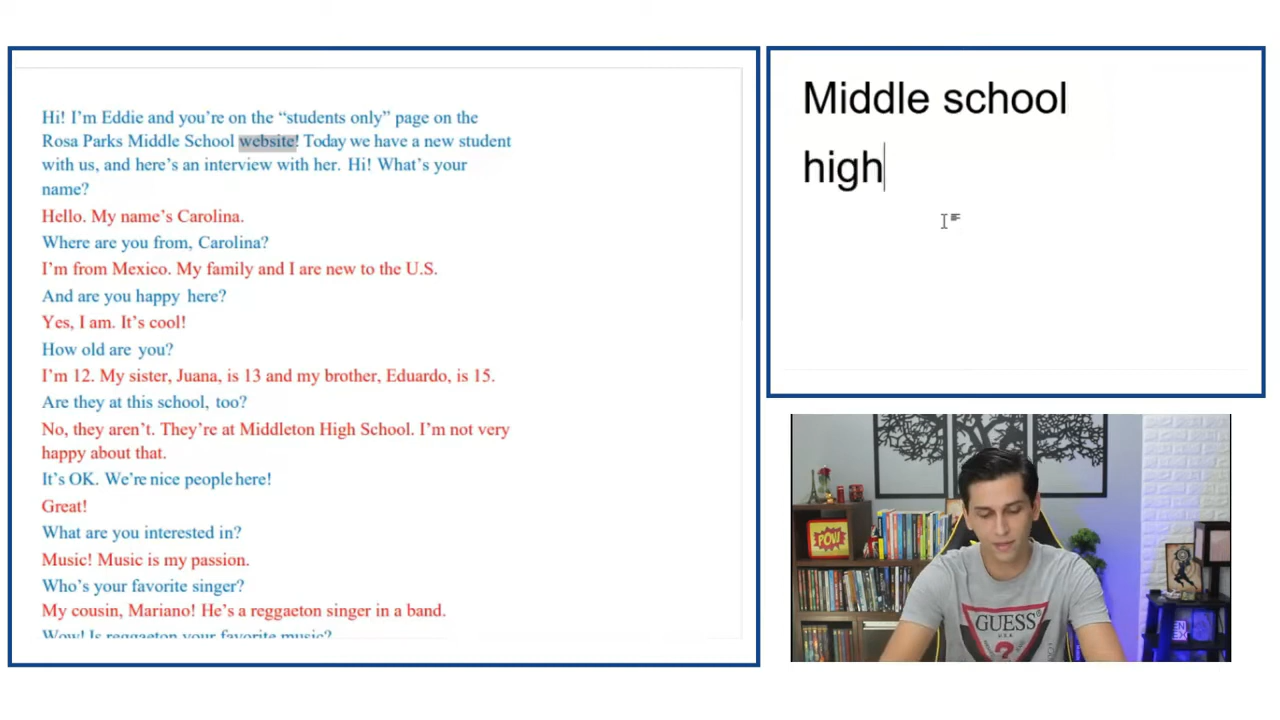 Hi! I'm Eddie and you're on the “students only” page on the
Rosa Parks Middle School website! Today we have a new student
with us, and here's an interview with her. Hi! What's your
name?
Hello. My name's Carolina.
Where are you from, Carolina?
I'm from Mexico. My family and I are new to the U.S.
And are you happy here?
Yes, I am. It's cool!
How old are you?
I'm 12. My sister, Juana, is 13 and my brother, Eduardo, is 15.
Are they at this school, too?
No, they aren't. They're at Middleton High School. I'm not very
happy about that.
It's OK. We're nice people here!
Great!
What are you interested in?
Music! Music is my passion.
Who's your favorite singer?
My cousin, Mariano! He's a reggaeton singer in a band.
Wow! Is reggaeton your favorite music?
Middle school
high
POW
GUESS
U.S.A.
?